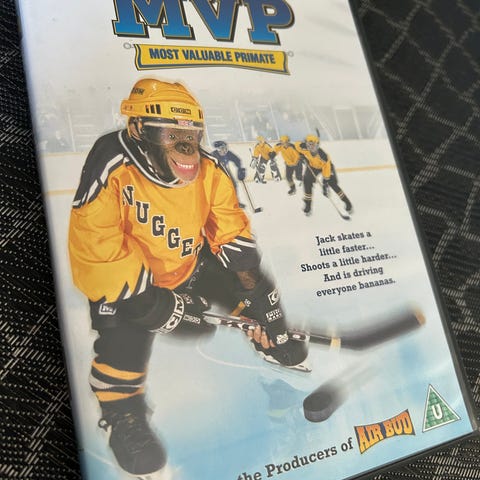 MVP
MOST VALUABLE PRIMATE
NUGGE
Jack skates a
little faster...
Shoots a little harder...
And is driving
everyone bananas.
the Producers of AIR BUD
U